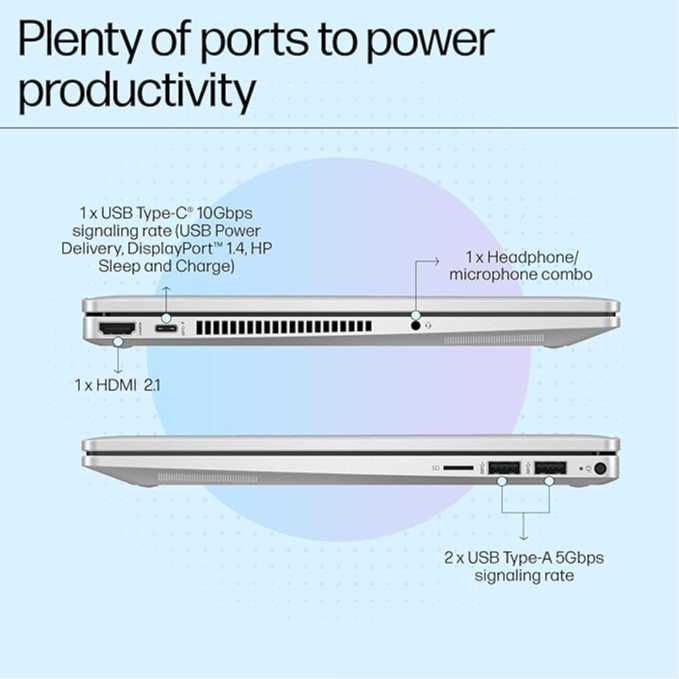 Plenty of ports to power
productivity
1 x USB Type-C® 10Gbps
signaling rate (USB Power
Delivery, DisplayPort™ 1.4, HP
Sleep and Charge)
1 x Headphone/
microphone combo
1 x HDMI 2.1
SD
2 x USB Type-A 5Gbps
signaling rate